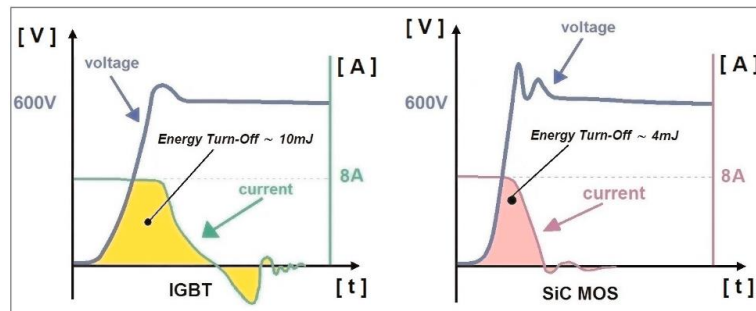 [ V ]
voltage
[ A ]
600V
Energy Turn-Off ~ 10mJ
8A
current
[ t ]
IGBT
[ V ]
voltage
[ A ]
600V
Energy Turn-Off ~ 4mJ
8A
current
[ t ]
SiC MOS